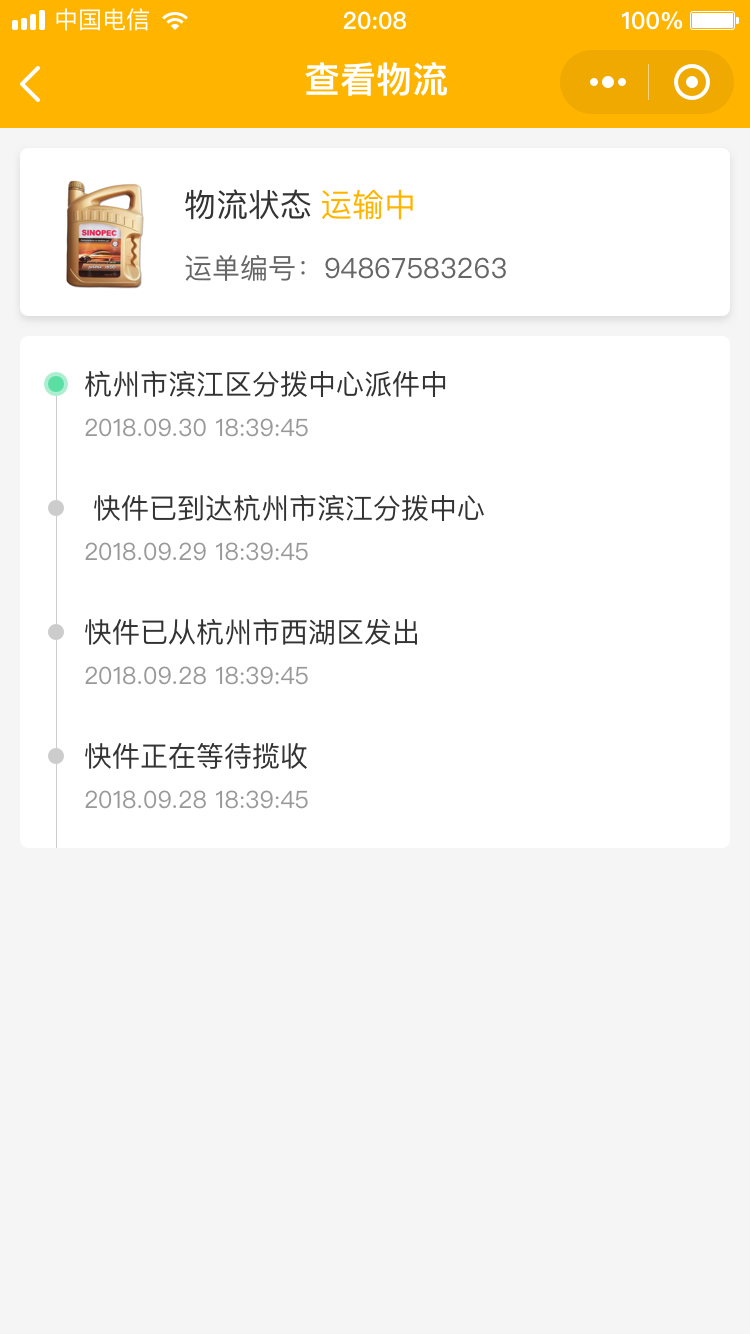 中国电信
20:08
100%
查看物流
SINOPEC
物流状态 运输中
运单编号：94867583263
杭州市滨江区分拨中心派件中
2018.09.30 18:39:45
快件已到达杭州市滨江分拨中心
2018.09.29 18:39:45
快件已从杭州市西湖区发出
2018.09.28 18:39:45
快件正在等待揽收
2018.09.28 18:39:45